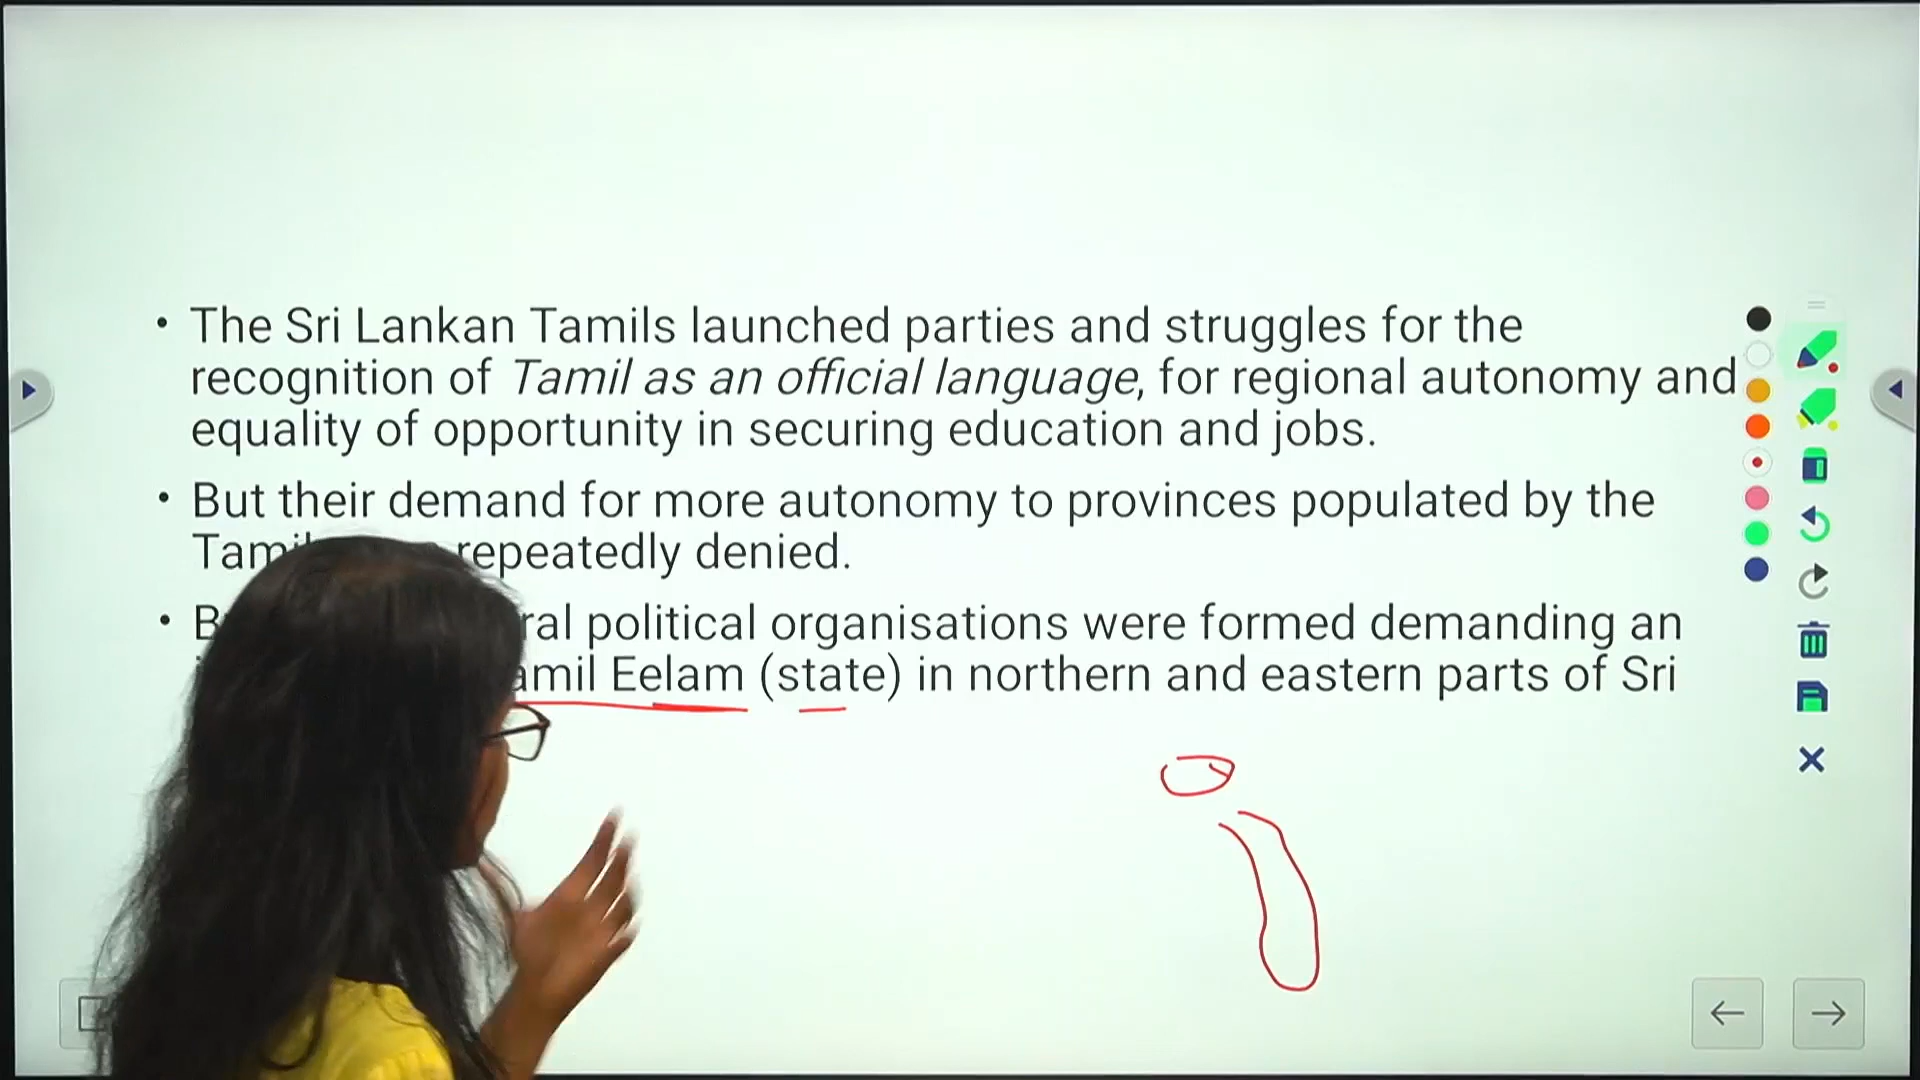 • The Sri Lankan Tamils launched parties and struggles for the
recognition of Tamil as an official language, for regional autonomy and
equality of opportunity in securing education and jobs.
• But their demand for more autonomy to provinces populated by the
repeatedly denied.
political organisations were formed demanding an
Eelam (state) in northern and eastern parts of Sri